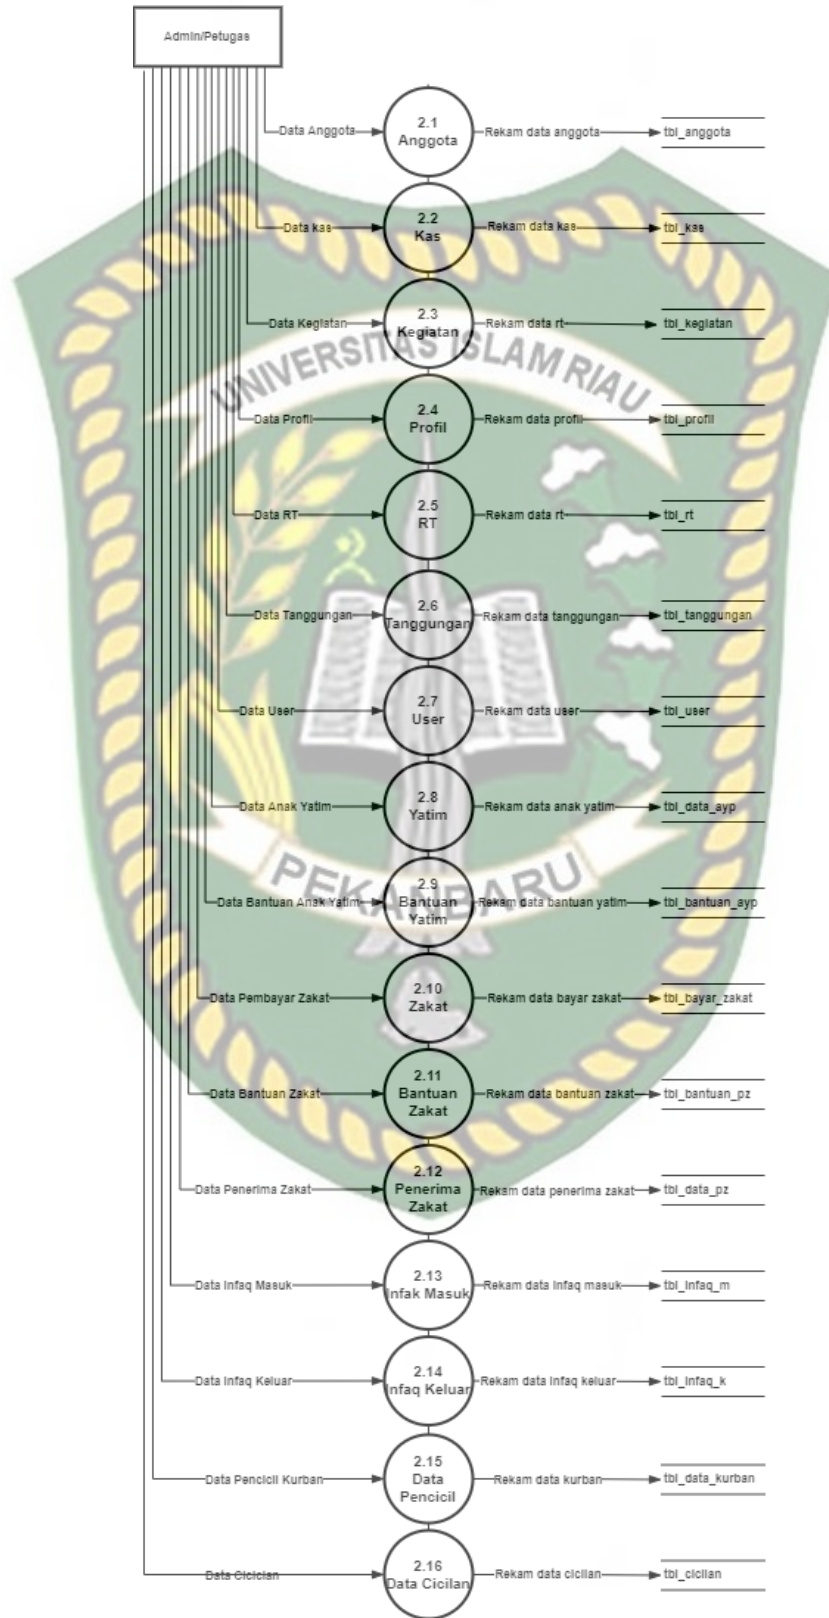 Admin/Petugas
Data Anggota
2.1
Anggota
Rekam data anggota
tbl_anggota
Data kas
2.2
Kas
Rekam data kas
tbl_kas
Data Kegiatan
2.3
Kegiatan
Rekam data rt
tbl_kegiatan
UNIVERSITAS ISLAM RIAU
Data Profil
2.4
Profil
Rekam data profil
tbl_profil
Data RT
2.5
RT
Rekam data rt
tbl_rt
Data Tanggungan
2.6
Tanggungan
Rekam data tanggungan
tbl_tanggungan
Data User
2.7
User
Rekam data user
tbl_user
Data Anak Yatim
2.8
Yatim
Rekam data anak yatim
tbl_data_ayp
PEKANBARU
Data Bantuan Anak Yatim
2.9
Bantuan
Yatim
Rekam data bantuan yatim
tbl_bantuan_ayp
Data Pembayar Zakat
2.10
Zakat
Rekam data bayar zakat
tbl_bayar_zakat
Data Bantuan Zakat
2.11
Bantuan
Zakat
Rekam data bantuan zakat
tbl_bantuan_pz
Data Penerima Zakat
2.12
Penerima
Zakat
Rekam data penerima zakat
tbl_data_pz
Data Infaq Masuk
2.13
Infak Masuk
Rekam data Infaq masuk
tbl_Infaq_m
Data Infaq Keluar
2.14
Infaq Keluar
Rekam data Infaq keluar
tbl_Infaq_k
Data Pencicil Kurban
2.15
Data
Pencicil
Rekam data kurban
tbl_data_kurban
Data Cicician
2.16
Data Cicilan
Rekam data cicilan
tbl_cicilan